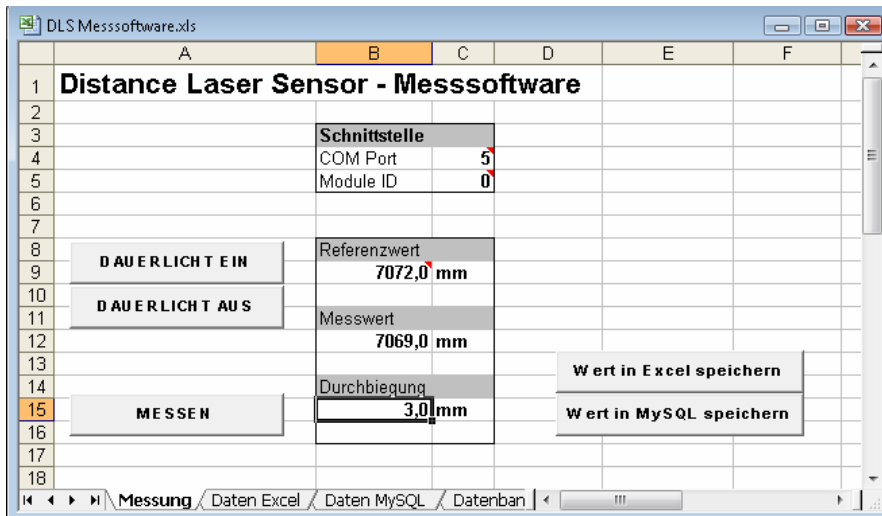 DLS Messsoftware.xls
A B C D E F
1 Distance Laser Sensor - Messsoftware
2
3 Schnittstelle
4 COM Port 5
5 Module ID 0
6
7
8 Referenzwert
DAUERLICHT EIN
9 7072,0 mm
10
DAUERLICHT AUS
11 Messwert
12 7069,0 mm
13
Wert in Excel speichern
14 Durchbiegung
15 MESSEN 3,0 mm Wert in MySQL speichern
16
17
18
Messung Daten Excel Daten MySQL Datenban